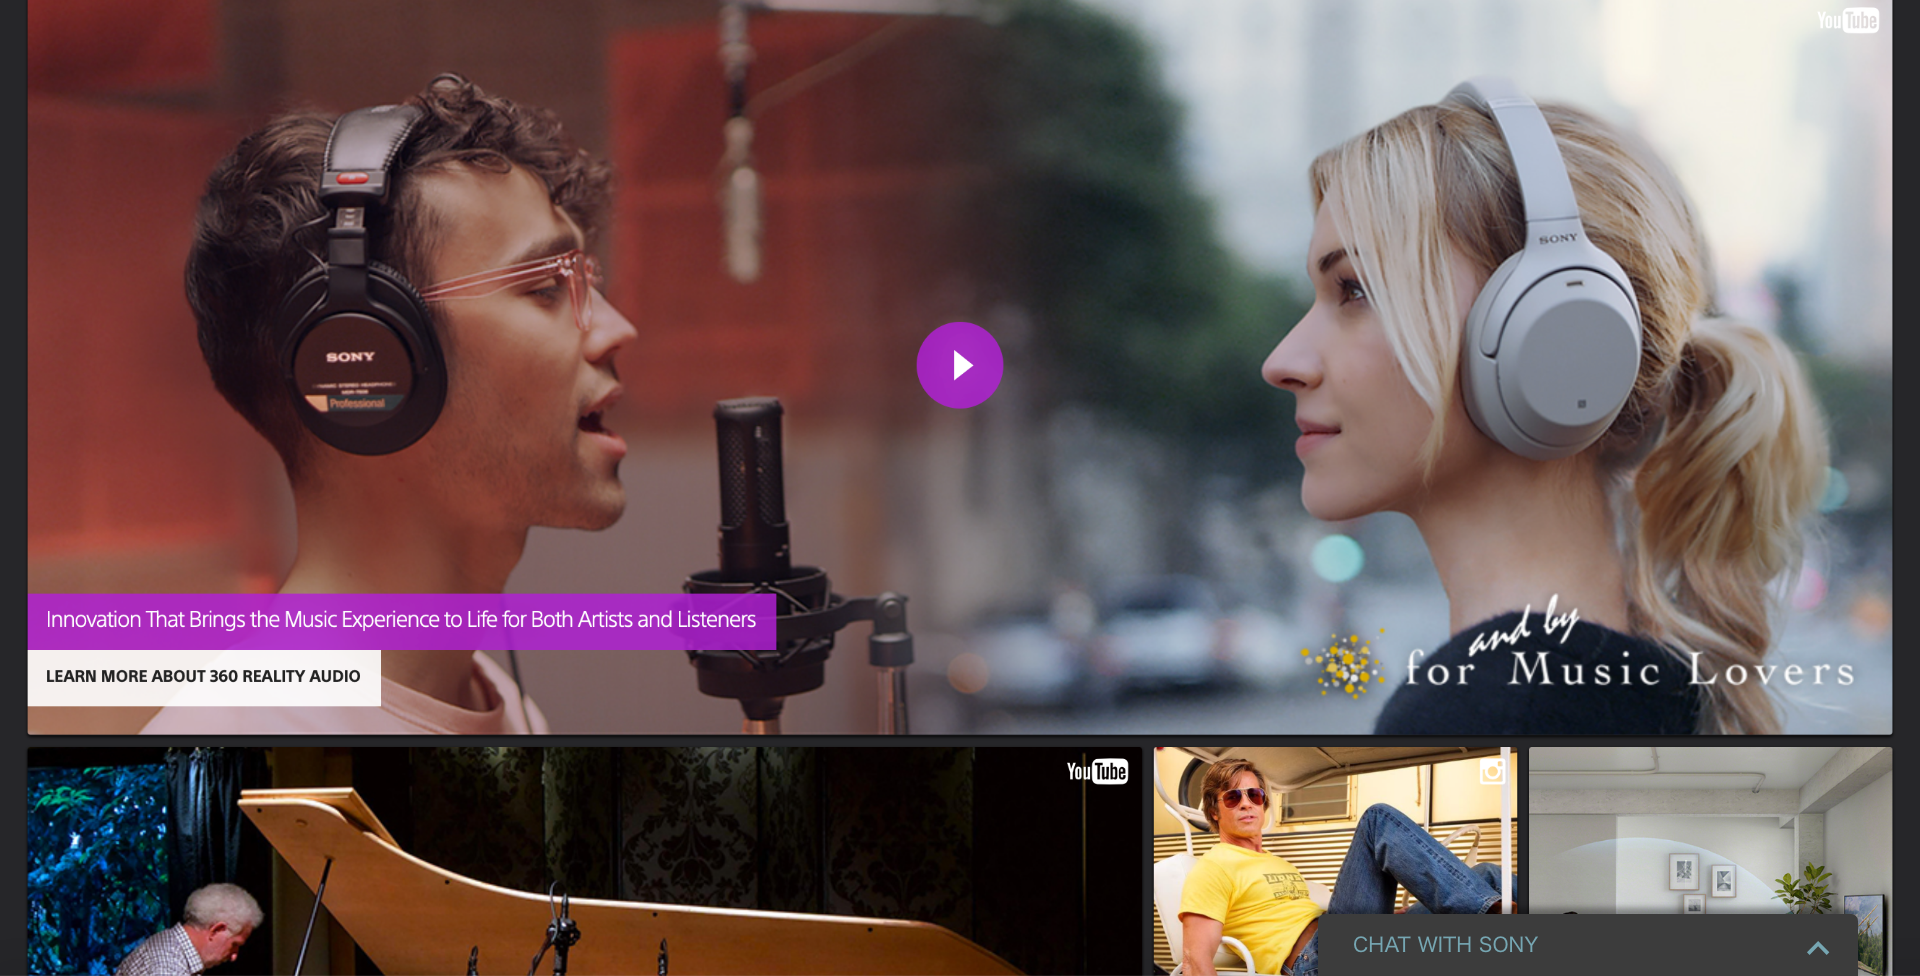 YouTube
SONY
SONY
Professional
Innovation That Brings the Music Experience to Life for Both Artists and Listeners
LEARN MORE ABOUT 360 REALITY AUDIO
and by
for Music Lovers
YouTube
CHAT WITH SONY